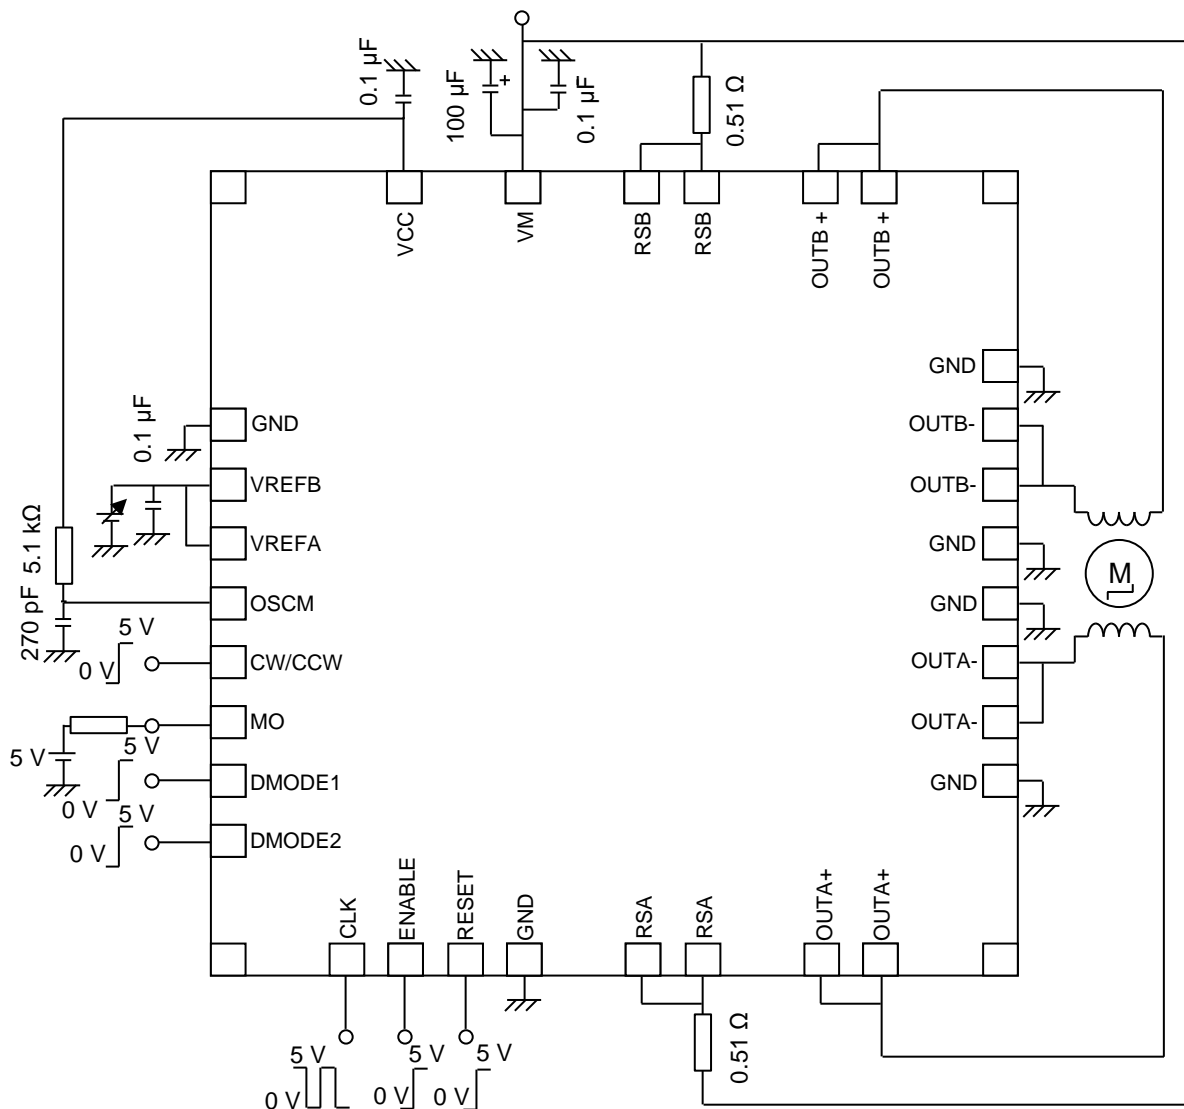 0.1 µF
100 µF
+
0.1 µF
0.51 Ω
VCC
VM
RSB
RSB
OUTB +
OUTB +
GND
OUTB-
OUTB-
GND
GND
OUTA-
OUTA-
GND
M
0.1 µF
GND
VREFB
VREFA
OSCM
CW/CCW
MO
DMODE1
DMODE2
5.1 kΩ
270 pF
5 V
0 V
5 V
5 V
0 V
5 V
0 V
CLK
ENABLE
RESET
GND
RSA
RSA
OUTA+
OUTA+
5 V
0 V
5 V
0 V
5 V
0 V
0.51 Ω